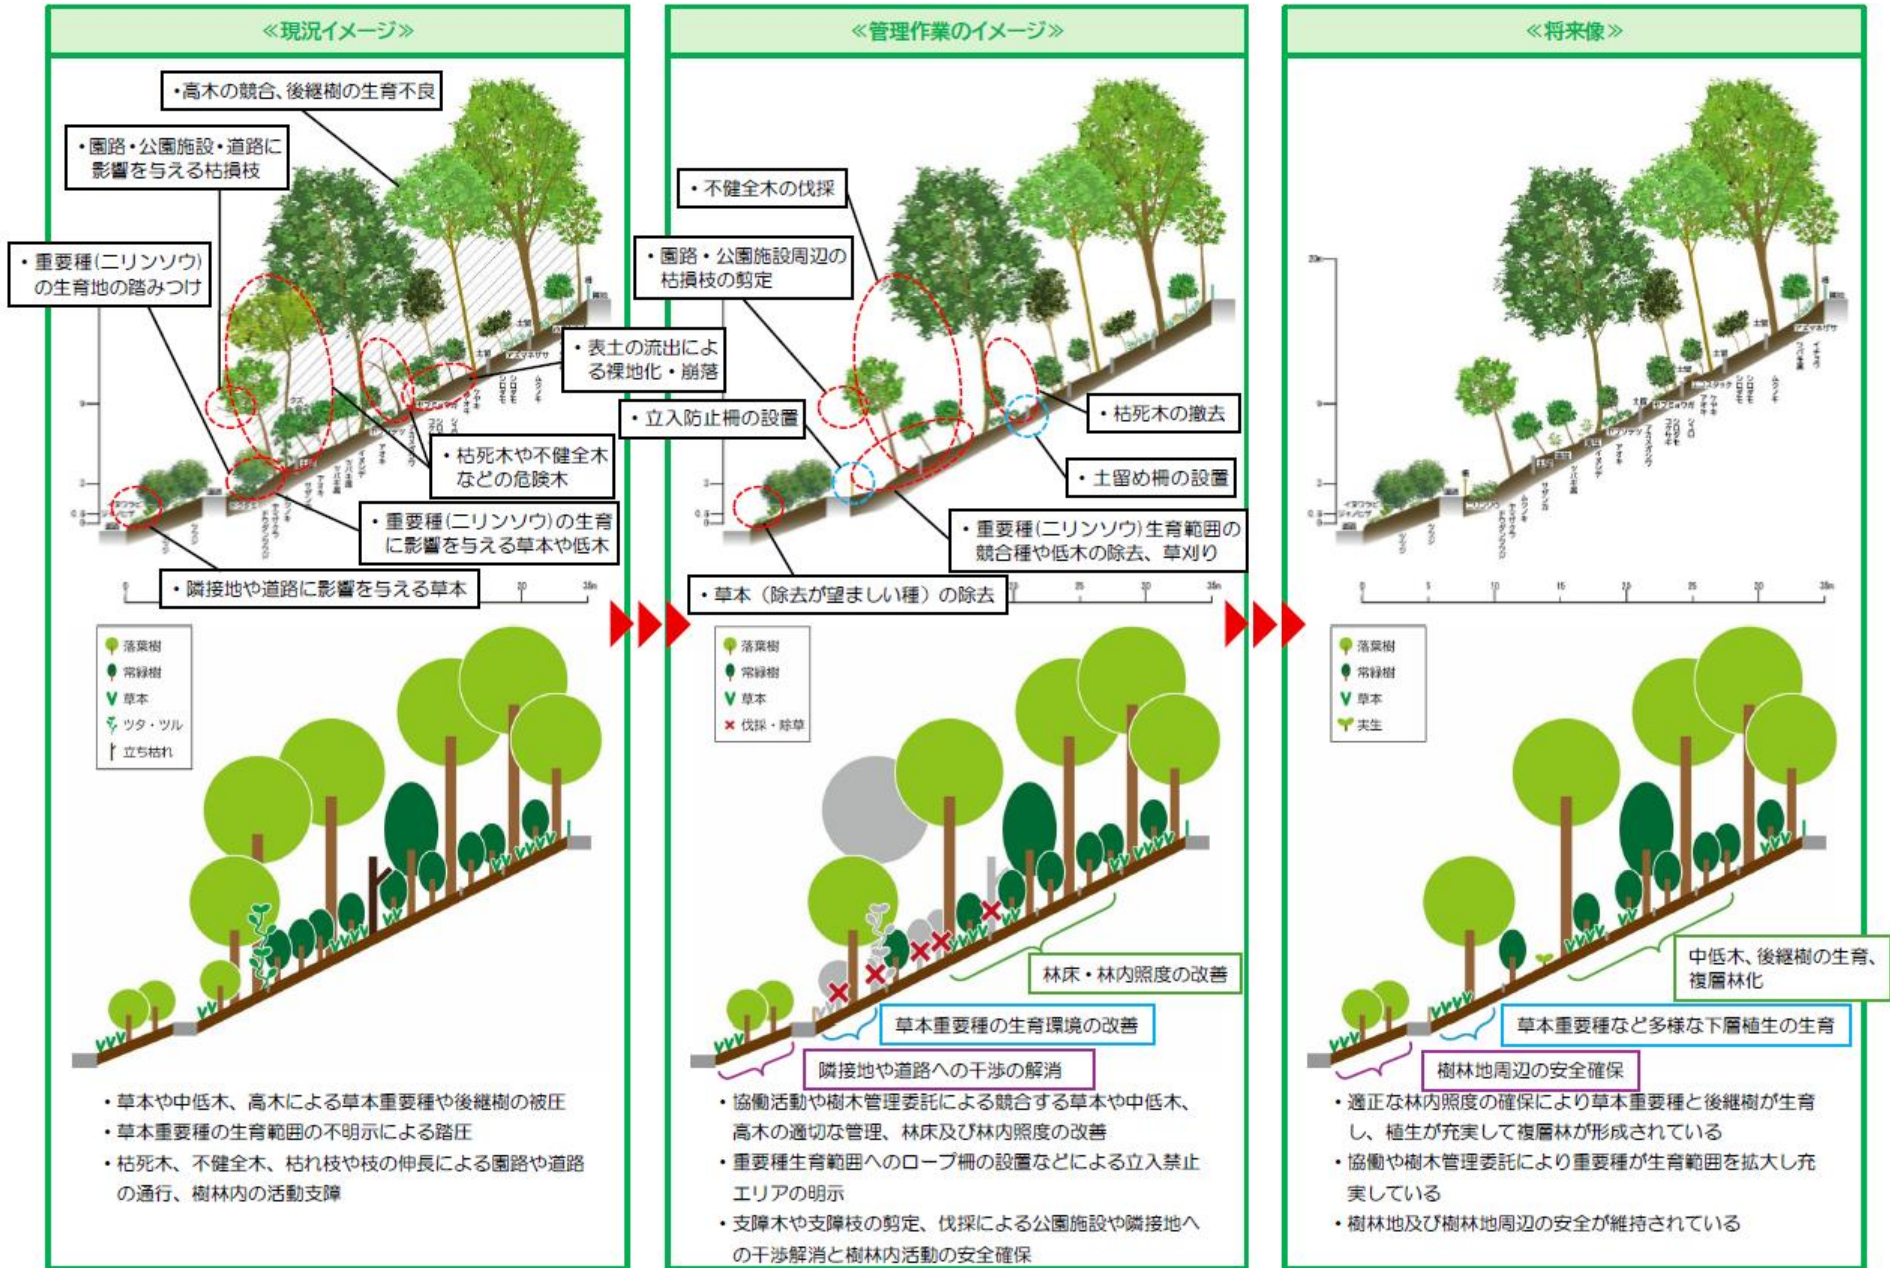 ≪現況イメージ≫
・高木の競合、後継樹の生育不良
・園路・公園施設・道路に
影響を与える枯損枝
・重要種(ニリンソウ)
の生育地の踏みつけ
・表土の流出によ
る裸地化・崩落
・枯死木や不健全木
などの危険木
・重要種(ニリンソウ)の生育
に影響を与える草本や低木
・隣接地や道路に影響を与える草本
0
20
35m
落葉樹
常緑樹
草本
ツタ・ツル
立ち枯れ
・草本や中低木、高木による草本重要種や後継樹の被圧
・草本重要種の生育範囲の不明示による踏圧
・枯死木、不健全木、枯れ枝や枝の伸長による園路や道路
の通行、樹林内の活動支障
≪管理作業のイメージ≫
・不健全木の伐採
・園路・公園施設周辺の
枯損枝の剪定
・立入防止柵の設置
・枯死木の撤去
・土留め柵の設置
・重要種(ニリンソウ)生育範囲の
競合種や低木の除去、草刈り
・草本（除去が望ましい種）の除去
25
30
35m
落葉樹
常緑樹
草本
伐採・除草
林床・林内照度の改善
草本重要種の生育環境の改善
隣接地や道路への干渉の解消
・協働活動や樹木管理委託による競合する草本や中低木、
高木の適切な管理、林床及び林内照度の改善
・重要種生育範囲へのロープ柵の設置などによる立入禁止
エリアの明示
・支障木や支障枝の剪定、伐採による公園施設や隣接地へ
の干渉解消と樹林内活動の安全確保
≪将来像≫
20m
0
5
10
15
20
25
30
35m
落葉樹
常緑樹
草本
実生
中低木、後継樹の生育、
複層林化
草本重要種など多様な下層植生の生育
樹林地周辺の安全確保
・適正な林内照度の確保により草本重要種と後継樹が生育
し、植生が充実して複層林が形成されている
・協働や樹木管理委託により重要種が生育範囲を拡大し充
実している
・樹林地及び樹林地周辺の安全が維持されている